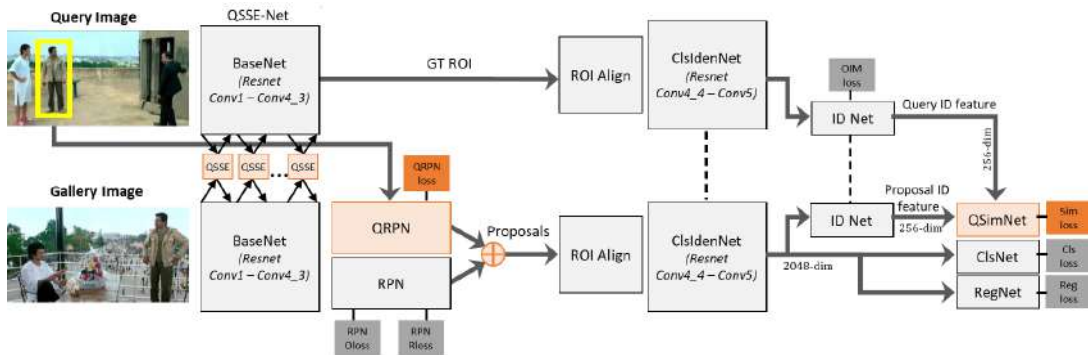 Query Image
QSSE-Net
BaseNet
(Resnet
Conv1 – Conv4_3)
GT ROI
ROI Align
ClsIdenNet
(Resnet
Conv4_4 – Conv5)
OIM
loss
ID Net
Query ID feature
256-dim
QSSE
QSSE
...
QSSE
QRPN
loss
Gallery Image
BaseNet
(Resnet
Conv1 – Conv4_3)
QRPN
RPN
RPN
Oloss
RPN
Rloss
Proposals
ROI Align
ClsIdenNet
(Resnet
Conv4_4 – Conv5)
2048-dim
ID Net
Proposal ID
feature
256-dim
QSimNet
Sim
loss
ClsNet
Cls
loss
RegNet
Reg
loss